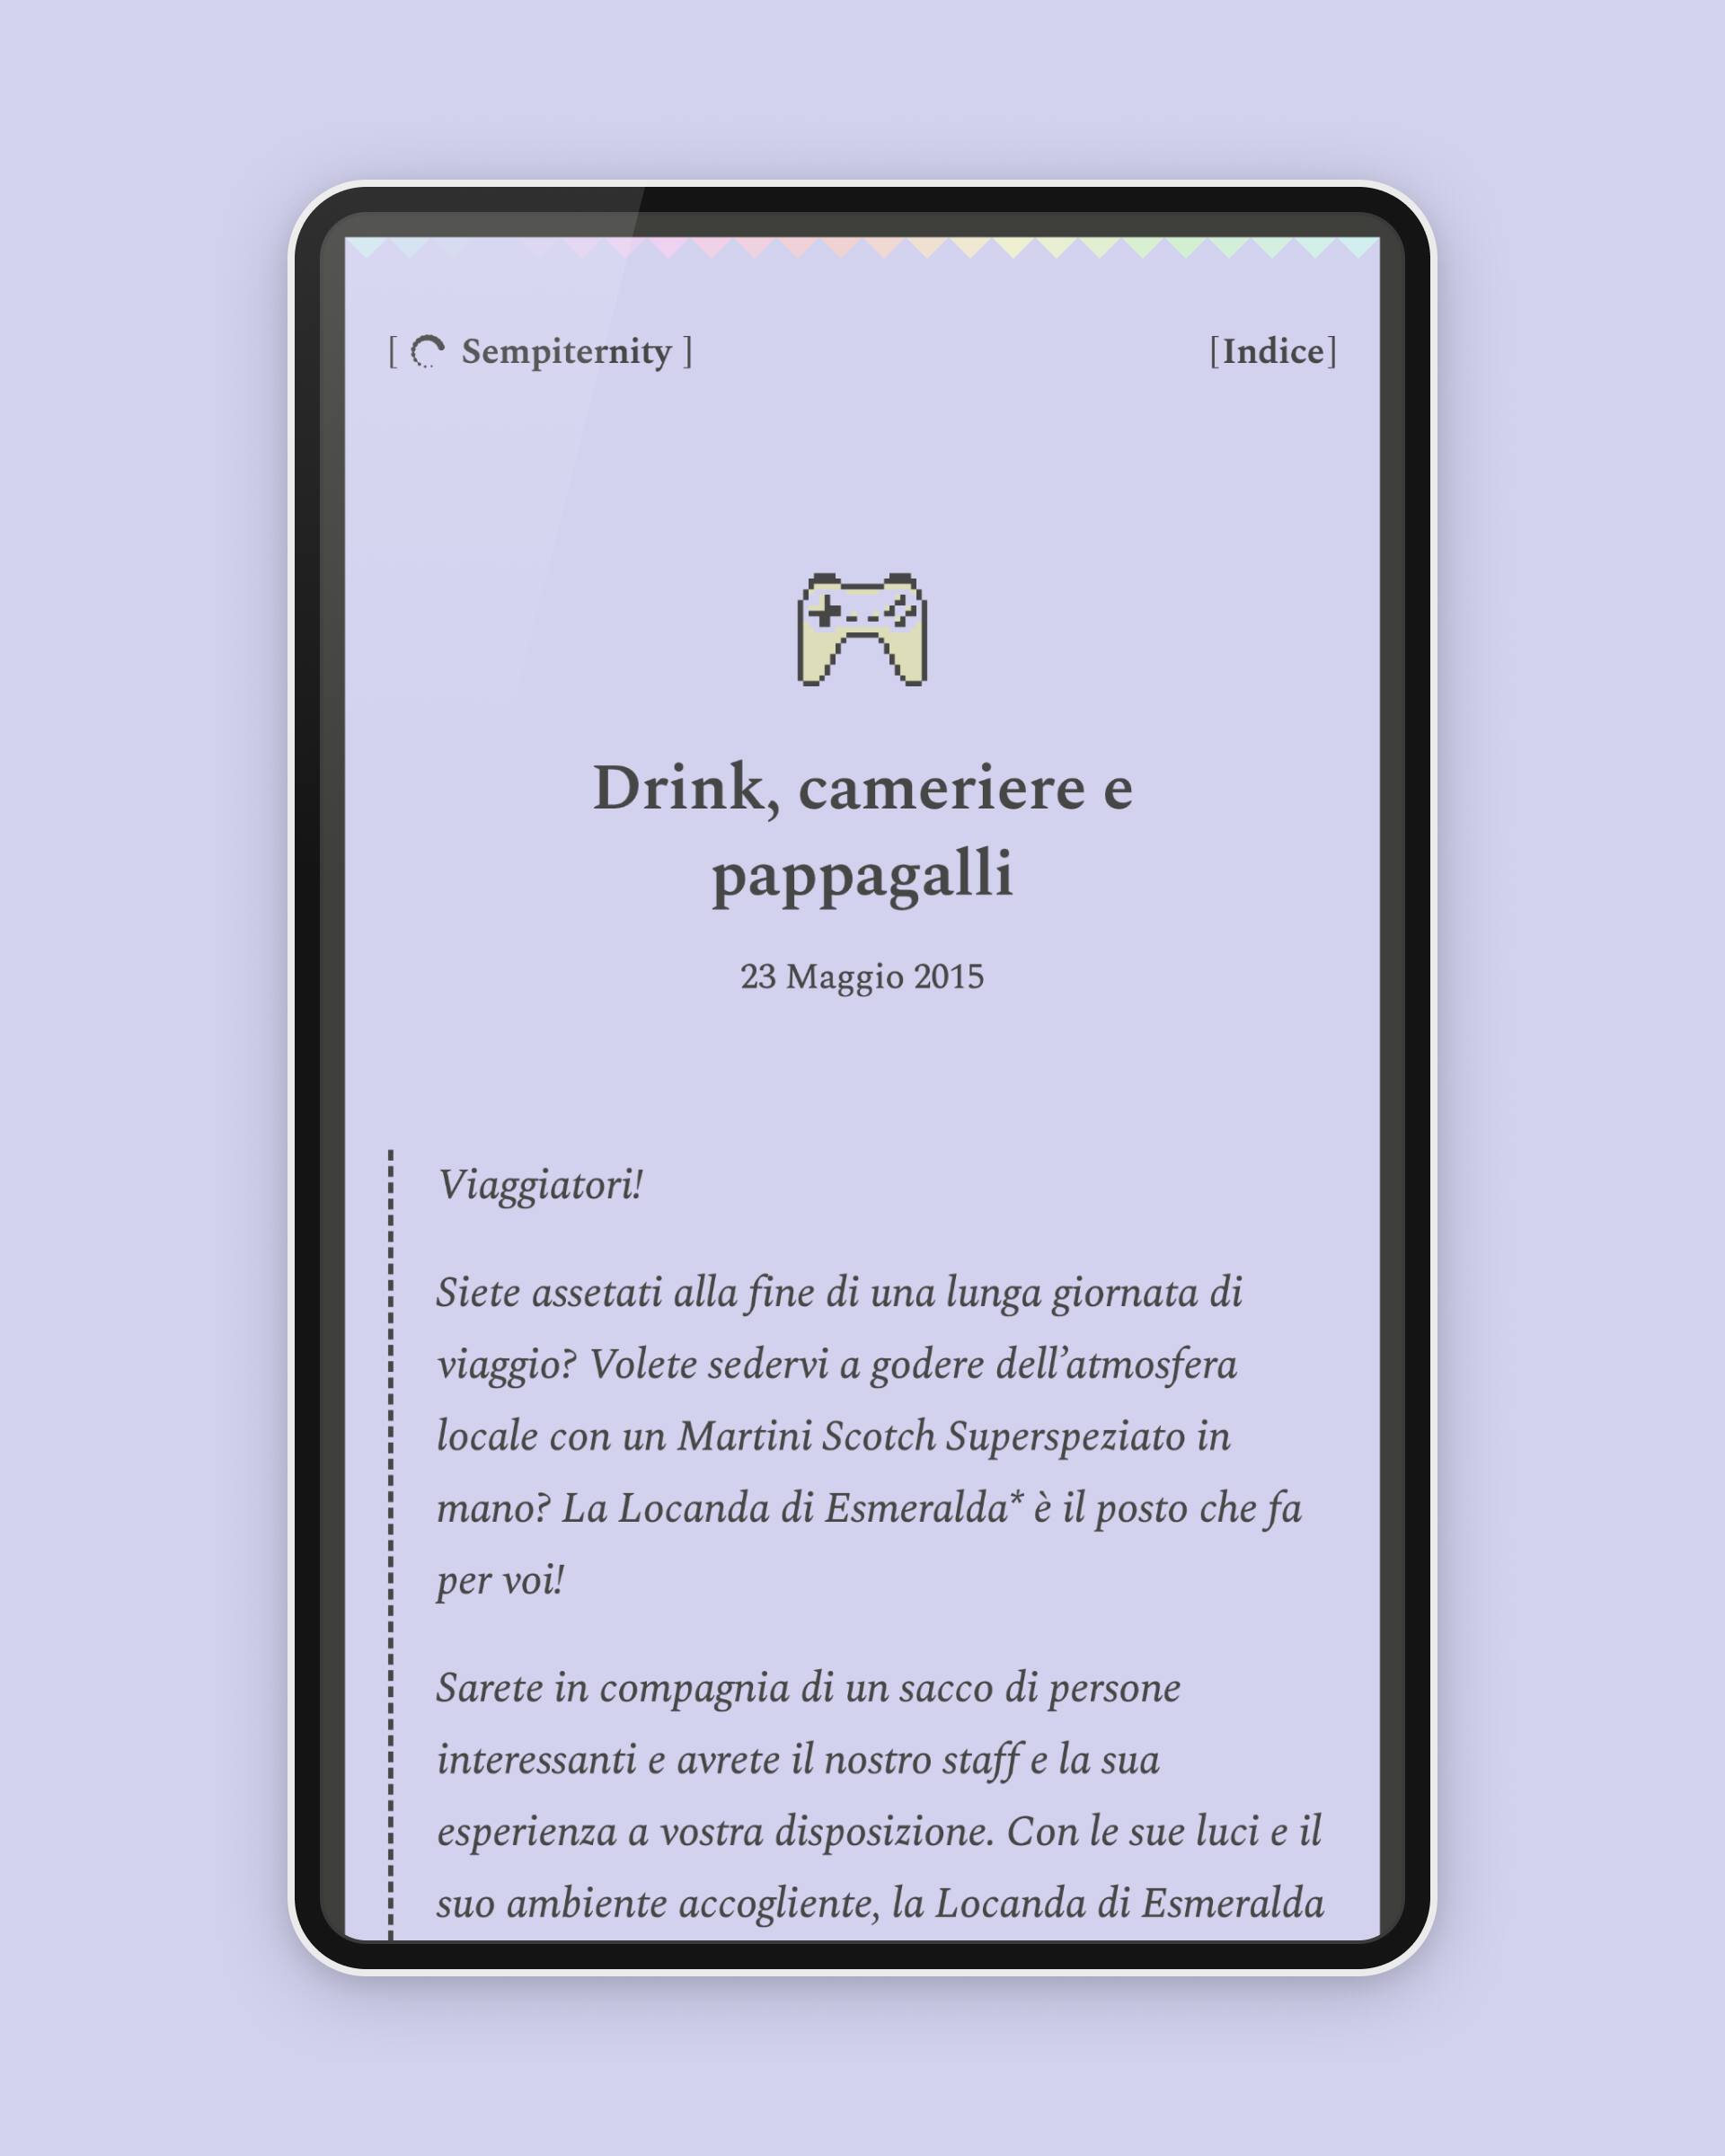 [ Sempiternity ]
[Indice]
Drink, cameriere e
pappagalli
23 Maggio 2015
Viaggiatori!
Siete assetati alla fine di una lunga giornata di
viaggio? Volete sedervi a godere dell’atmosfera
locale con un Martini Scotch Superspeziato in
mano? La Locanda di Esmeralda* è il posto che fa
per voi!
Sarete in compagnia di un sacco di persone
interessanti e avrete il nostro staff e la sua
esperienza a vostra disposizione. Con le sue luci e il
suo ambiente accogliente, la Locanda di Esmeralda